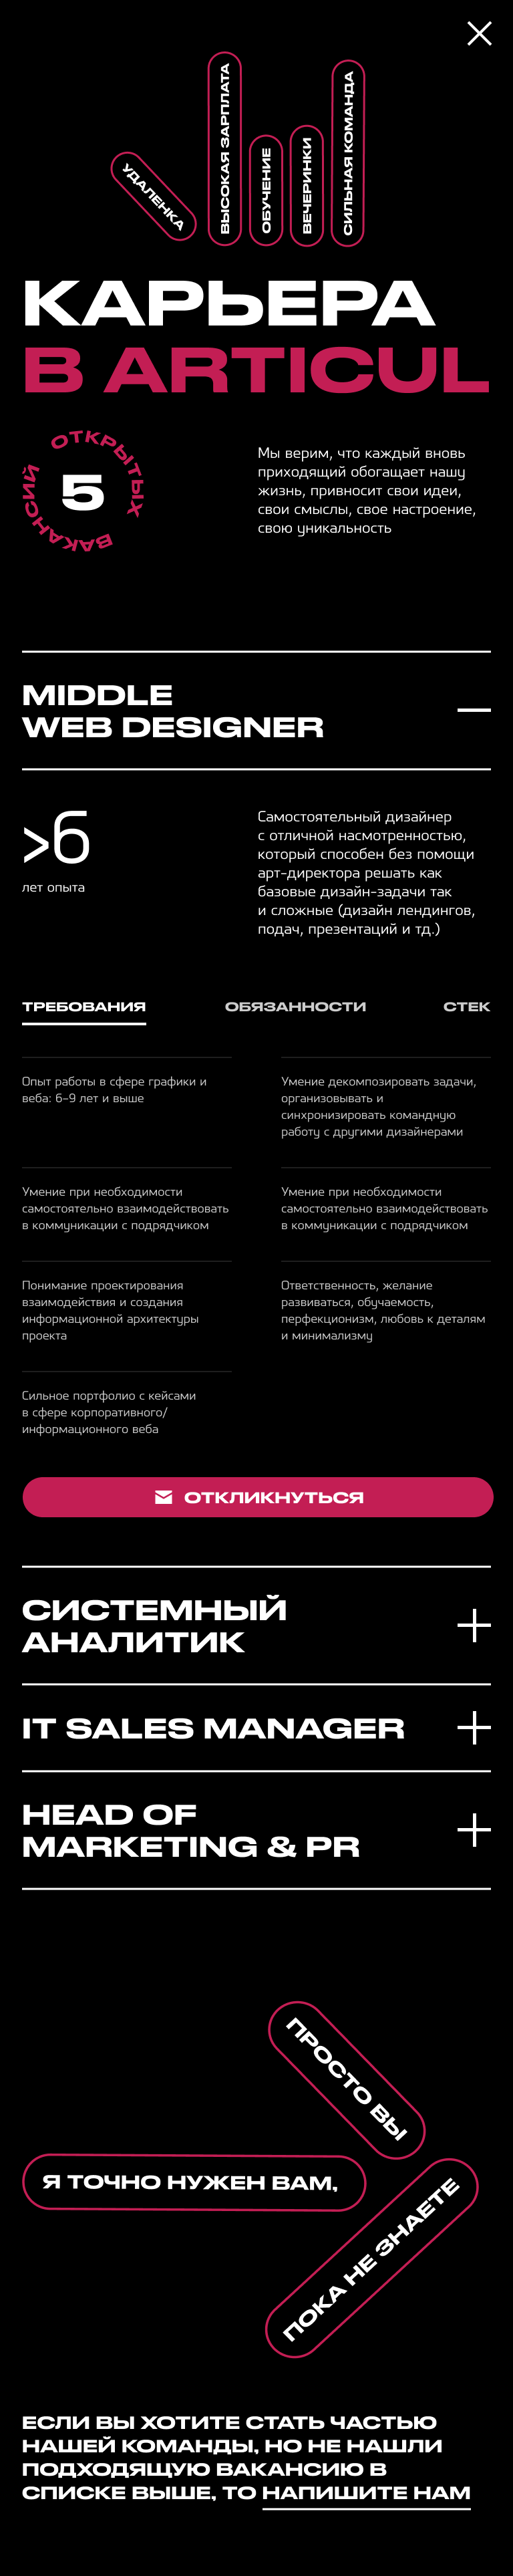 УДАЛЕНКА
ВЫСОКАЯ ЗАРПЛАТА
ОБУЧЕНИЕ
ВЕЧЕРИНКИ
СИЛЬНАЯ КОМАНДА
КАРЬЕРА
В ARTICUL
5
ОТКРЫТЫХ ВАКАНСИЙ
Мы верим, что каждый вновь
приходящий обогащает нашу
жизнь, привносит свои идеи,
свои смыслы, свое настроение,
свою уникальность
MIDDLE
WEB DESIGNER
>6
лет опыта
Самостоятельный дизайнер
с отличной насмотренностью,
который способен без помощи
арт-директора решать как
базовые дизайн-задачи так
и сложные (дизайн лендингов,
подач, презентаций и тд.)
ТРЕБОВАНИЯ ОБЯЗАННОСТИ СТЕК
Опыт работы в сфере графики и
веба: 6-9 лет и выше
Умение декомпозировать задачи,
организовывать и
синхронизировать командную
работу с другими дизайнерами
Умение при необходимости
самостоятельно взаимодействовать
в коммуникации с подрядчиком
Умение при необходимости
самостоятельно взаимодействовать
в коммуникации с подрядчиком
Понимание проектирования
взаимодействия и создания
информационной архитектуры
проекта
Ответственность, желание
развиваться, обучаемость,
перфекционизм, любовь к деталям
и минимализму
Сильное портфолио с кейсами
в сфере корпоративного/
информационного веба
ОТКЛИКНУТЬСЯ
СИСТЕМНЫЙ
АНАЛИТИК
IT SALES MANAGER
HEAD OF
MARKETING & PR
ПРОСТО ВЫ
Я ТОЧНО НУЖЕН ВАМ,
ПОКА НЕ ЗНАЕТЕ
ЕСЛИ ВЫ ХОТИТЕ СТАТЬ ЧАСТЬЮ
НАШЕЙ КОМАНДЫ, НО НЕ НАШЛИ
ПОДХОДЯЩУЮ ВАКАНСИЮ В
СПИСКЕ ВЫШЕ, ТО НАПИШИТЕ НАМ